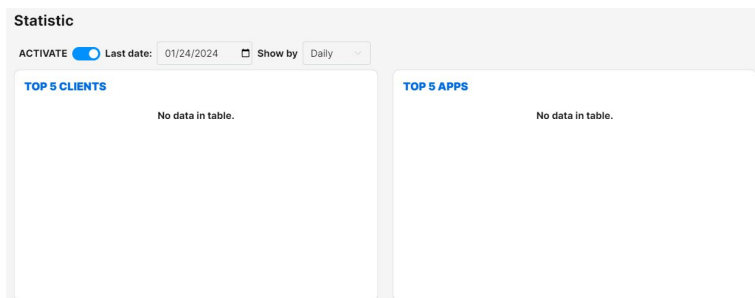 Statistic
ACTIVATE Last date: 01/24/2024 Show by Daily
TOP 5 CLIENTS TOP 5 APPS
No data in table. No data in table.